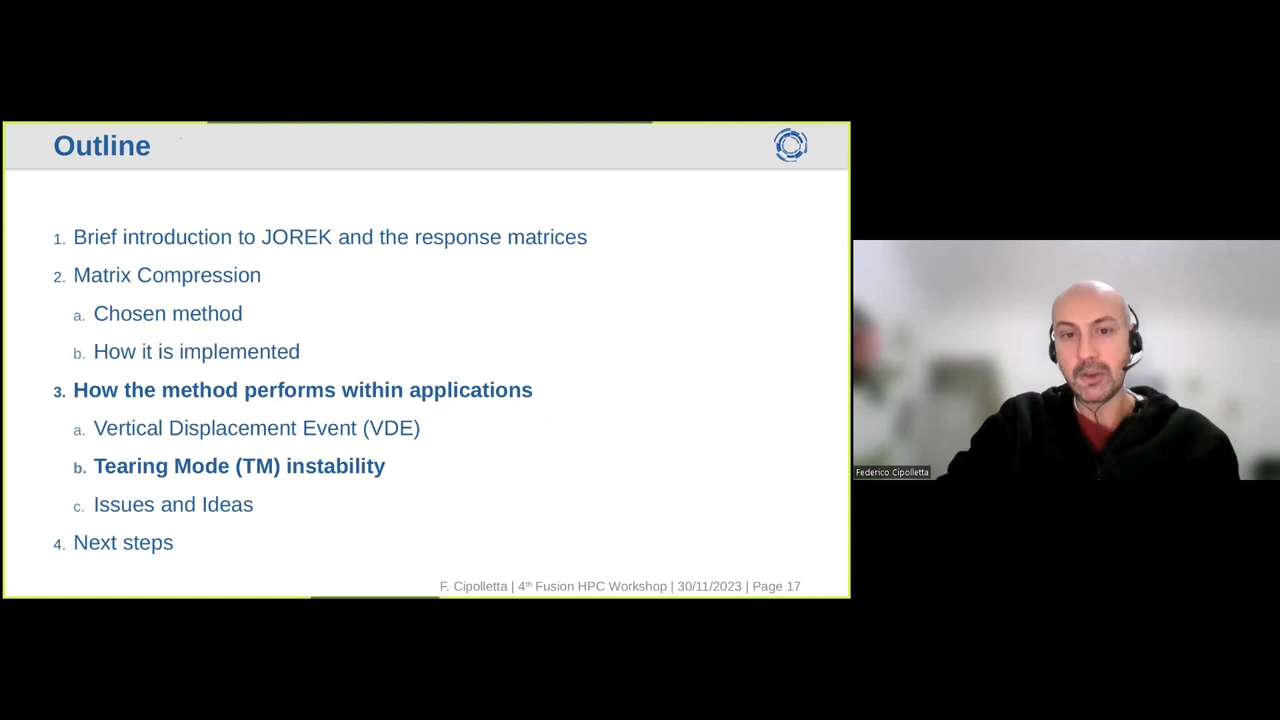 Outline
1. Brief introduction to JOREK and the response matrices
2. Matrix Compression
a. Chosen method
b. How it is implemented
3. How the method performs within applications
a. Vertical Displacement Event (VDE)
b. Tearing Mode (TM) instability
c. Issues and Ideas
4. Next steps
F. Cipolletta | 4th Fusion HPC Workshop | 30/11/2023 | Page 17
Federico Cipolletta